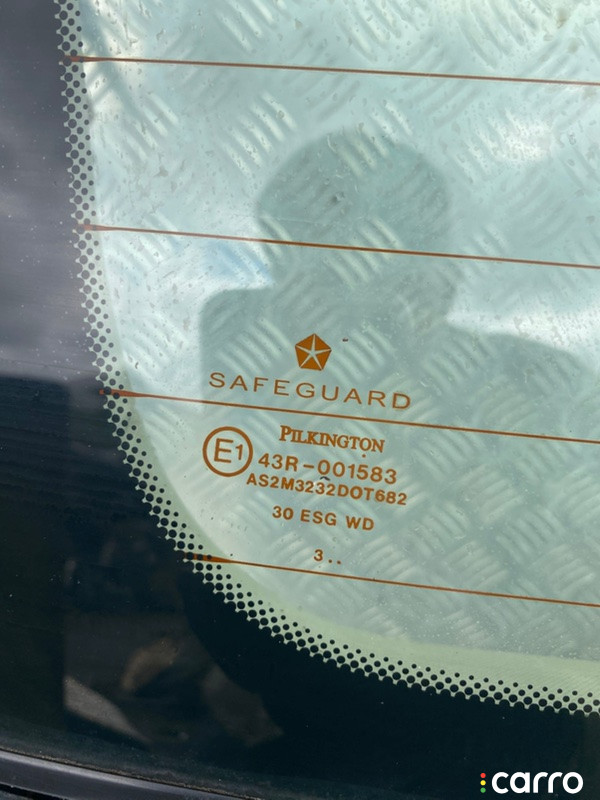 SAFEGUARD
PILKINGTON
E1
43R-001583
AS2M3232DOT682
30 ESG WD
3..
carro